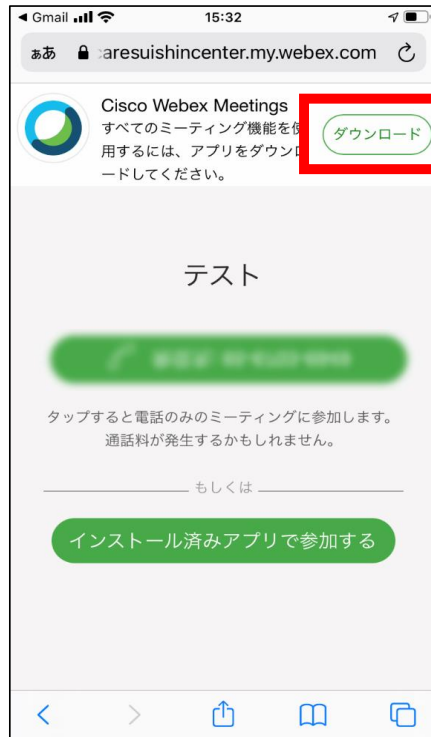 Gmail 15:32
ぁあ aresuishincenter.my.webex.com
Cisco Webex Meetings
すべてのミーティング機能を使
用するには、アプリをダウンロ
ードしてください。
ダウンロード
テスト
タップすると電話のみのミーティングに参加します。
通話料が発生するかもしれません。
もしくは
インストール済みアプリで参加する